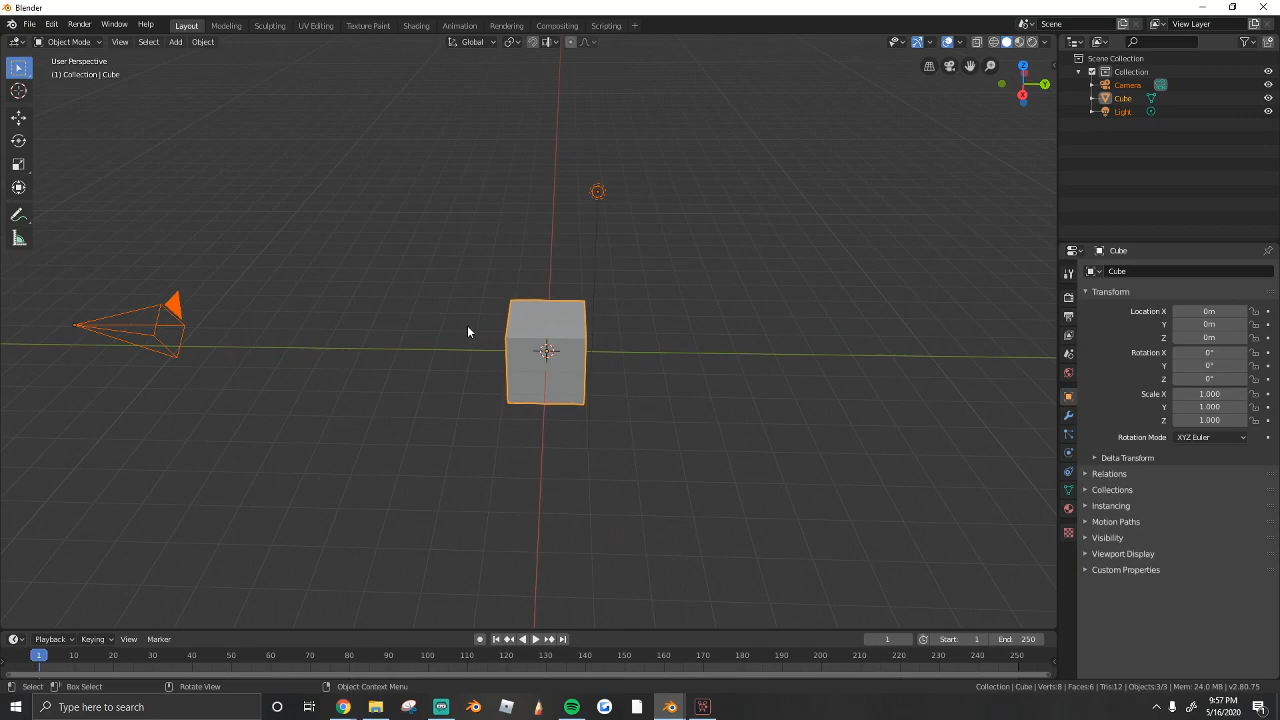 Blender
File Edit Render Window Help Layout Modeling Sculpting UV Editing Texture Paint Shading Animation Rendering Compositing Scripting + Scene View Layer
Object Mode View Select Add Object Global
User Perspective
(1) Collection | Cube
Z
Y
X
Scene Collection
Collection
Camera
Cube
Light
Cube
Cube
Transform
Location X 0m
Y 0m
Z 0m
Rotation X 0°
Y 0°
Z 0°
Scale X 1.000
Y 1.000
Z 1.000
Rotation Mode XYZ Euler
Delta Transform
Relations
Collections
Instancing
Motion Paths
Visibility
Viewport Display
Custom Properties
Playback Keying View Marker 1 Start: 1 End: 250
1 10 20 30 40 50 60 70 80 90 100 110 120 130 140 150 160 170 180 190 200 210 220 230 240 250
Select Box Select Rotate View Object Context Menu Collection | Cube | Verts:8 | Faces:6 | Tris:12 | Objects:3/3 | Mem: 24.0 MB | v2.80.75
Type here to search
9:57 PM
5/16/2020